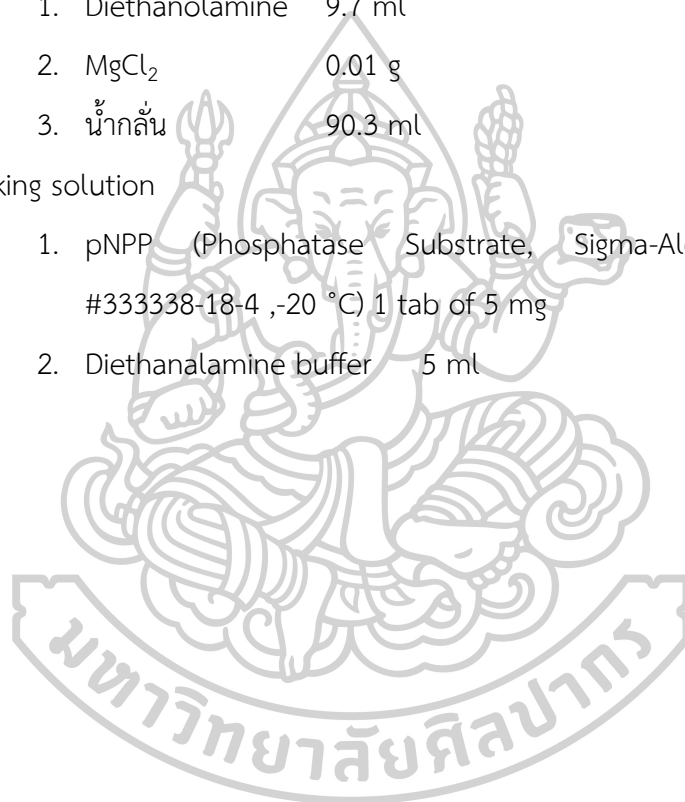 1. Diethanolamine 9.7 ml
2. MgCl₂ 0.01 g
3. น้ำกลั่น 90.3 ml
king solution
1. pNPP (Phosphatase Substrate, Sigma-Al
#333338-18-4 ,-20 °C) 1 tab of 5 mg
2. Diethanalamine buffer 5 ml
มหาวิทยาลัยศิลปากร